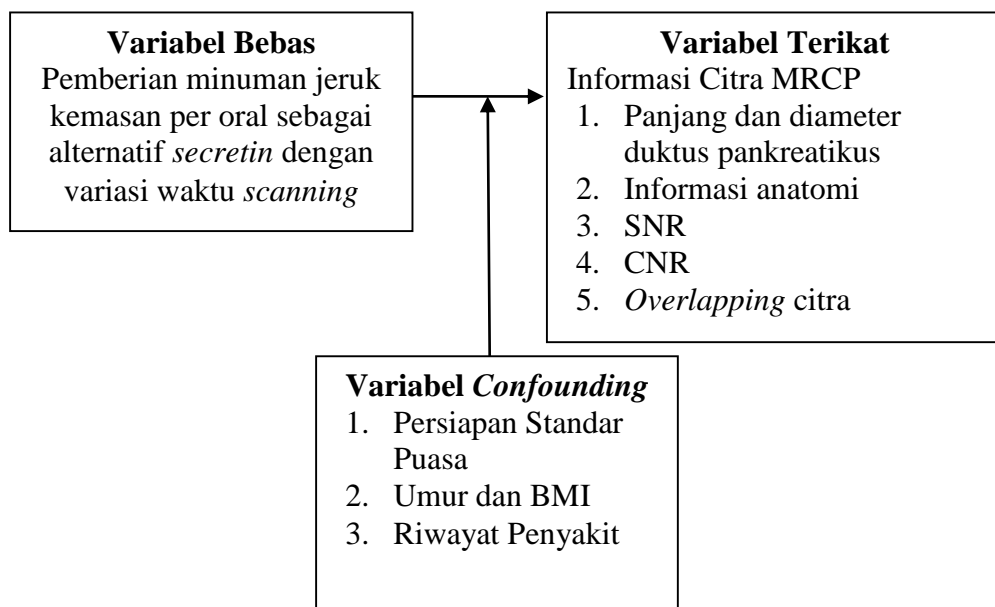 Variabel Bebas
Pemberian minuman jeruk
kemasan per oral sebagai
alternatif secretin dengan
variasi waktu scanning
Variabel Terikat
Informasi Citra MRCP
1. Panjang dan diameter
duktus pankreatikus
2. Informasi anatomi
3. SNR
4. CNR
5. Overlapping citra
Variabel Confounding
1. Persiapan Standar
Puasa
2. Umur dan BMI
3. Riwayat Penyakit